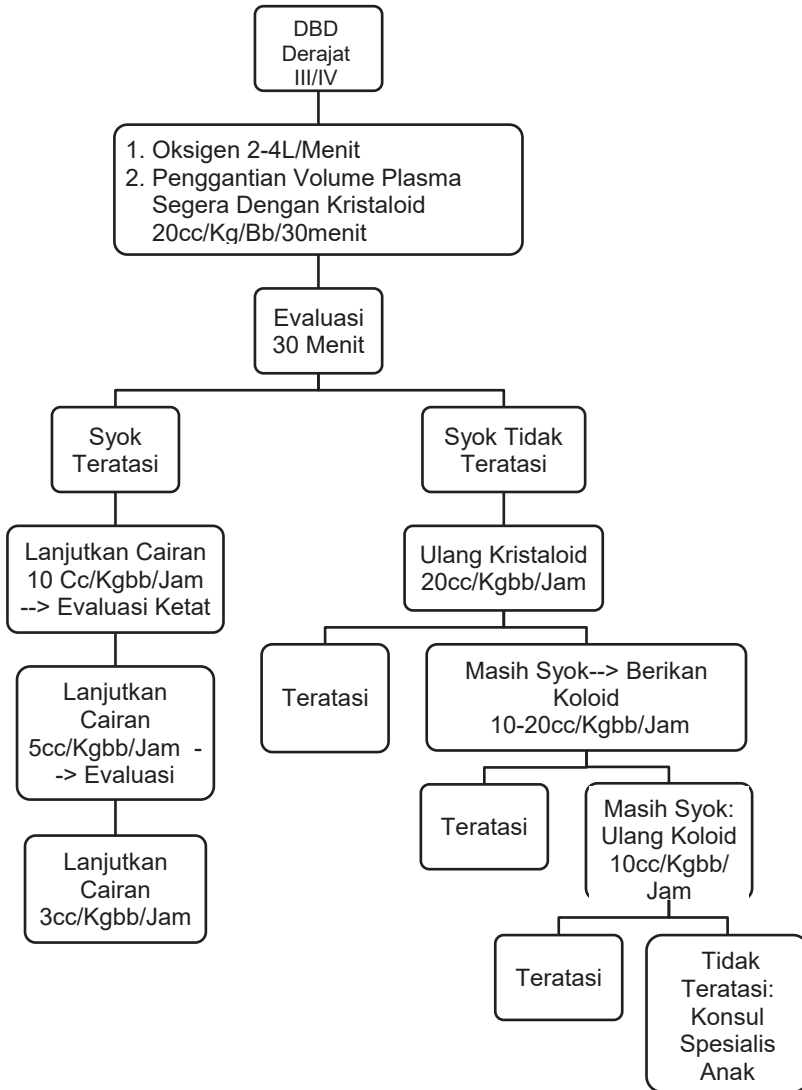 DBD
Derajat
III/IV
1. Oksigen 2-4L/Menit
2. Penggantian Volume Plasma
Segera Dengan Kristaloid
20cc/Kg/Bb/30menit
Evaluasi
30 Menit
Syok
Teratasi
Syok Tidak
Teratasi
Lanjutkan Cairan
10 Cc/Kgbb/Jam
--> Evaluasi Ketat
Ulang Kristaloid
20cc/Kgbb/Jam
Lanjutkan
Cairan
5cc/Kgbb/Jam -
-> Evaluasi
Teratasi
Masih Syok--> Berikan
Koloid
10-20cc/Kgbb/Jam
Lanjutkan
Cairan
3cc/Kgbb/Jam
Teratasi
Masih Syok:
Ulang Koloid
10cc/Kgbb/
Jam
Teratasi
Tidak
Teratasi:
Konsul
Spesialis
Anak